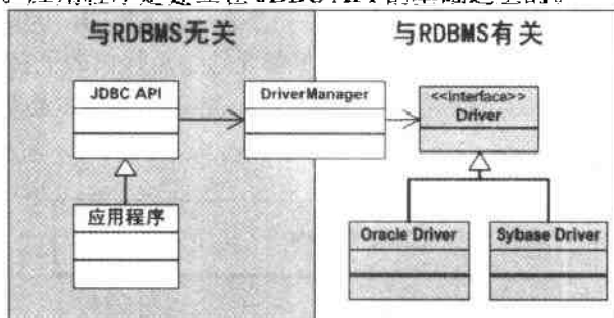 与RDBMS无关
与RDBMS有关
JDBC API
DriverManager
<<interface>>
Driver
应用程序
Oracle Driver
Sybase Driver